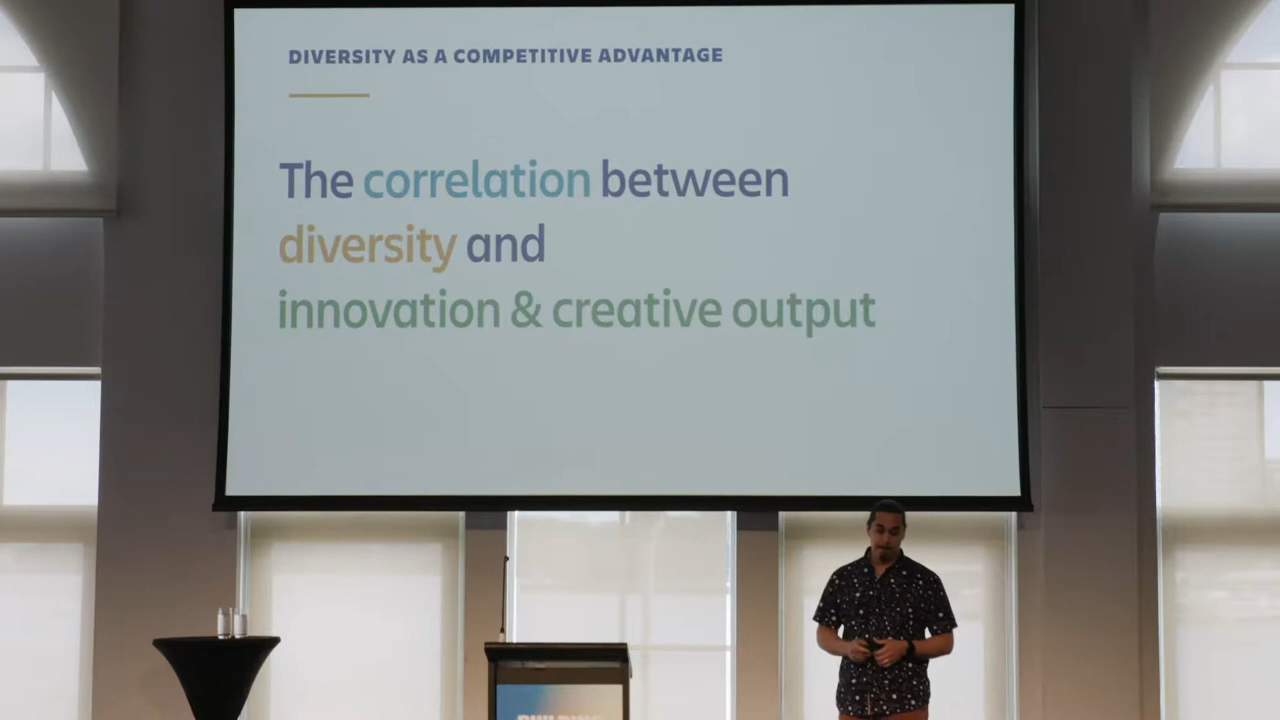 DIVERSITY AS A COMPETITIVE ADVANTAGE
The correlation between
diversity and
innovation & creative output